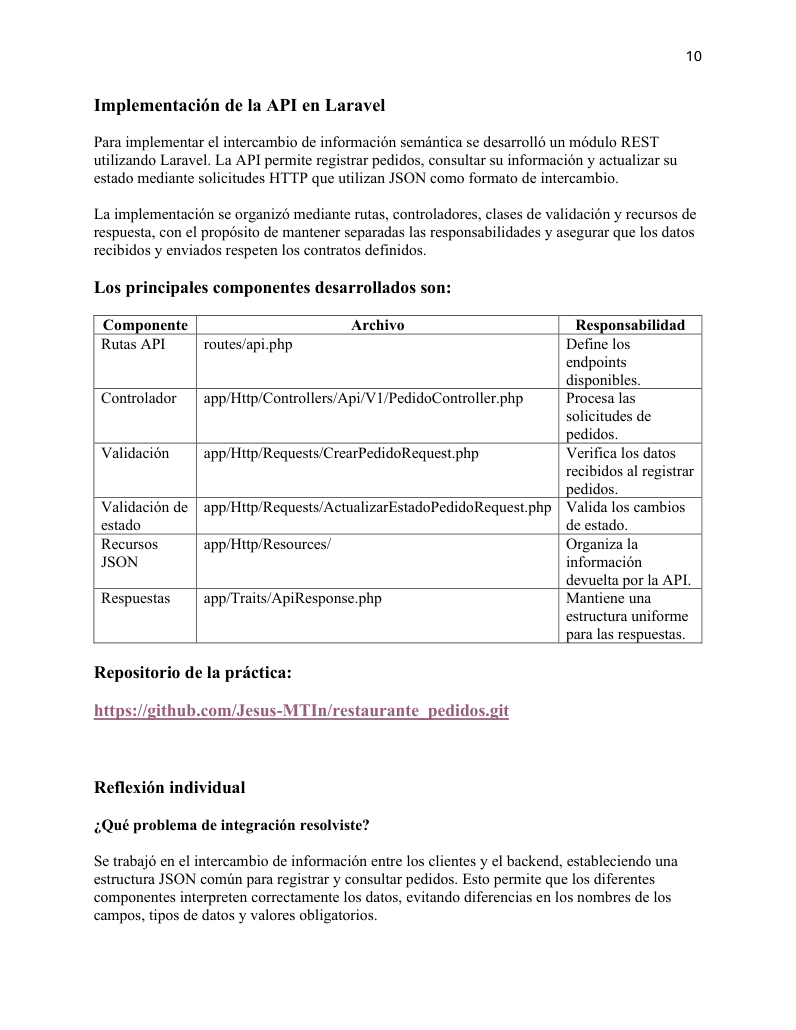 10
Implementación de la API en Laravel
Para implementar el intercambio de información semántica se desarrolló un módulo REST
utilizando Laravel. La API permite registrar pedidos, consultar su información y actualizar su
estado mediante solicitudes HTTP que utilizan JSON como formato de intercambio.
La implementación se organizó mediante rutas, controladores, clases de validación y recursos de
respuesta, con el propósito de mantener separadas las responsabilidades y asegurar que los datos
recibidos y enviados respeten los contratos definidos.
Los principales componentes desarrollados son:
Componente Archivo Responsabilidad
Rutas API routes/api.php Define los
endpoints
disponibles.
Controlador app/Http/Controllers/Api/V1/PedidoController.php Procesa las
solicitudes de
pedidos.
Validación app/Http/Requests/CrearPedidoRequest.php Verifica los datos
recibidos al registrar
pedidos.
Validación de app/Http/Requests/ActualizarEstadoPedidoRequest.php Valida los cambios
estado de estado.
Recursos app/Http/Resources/ Organiza la
JSON información
devuelta por la API.
Respuestas app/Traits/ApiResponse.php Mantiene una
estructura uniforme
para las respuestas.
Repositorio de la práctica:
https://github.com/Jesus-MTIn/restaurante_pedidos.git
Reflexión individual
¿Qué problema de integración resolviste?
Se trabajó en el intercambio de información entre los clientes y el backend, estableciendo una
estructura JSON común para registrar y consultar pedidos. Esto permite que los diferentes
componentes interpreten correctamente los datos, evitando diferencias en los nombres de los
campos, tipos de datos y valores obligatorios.